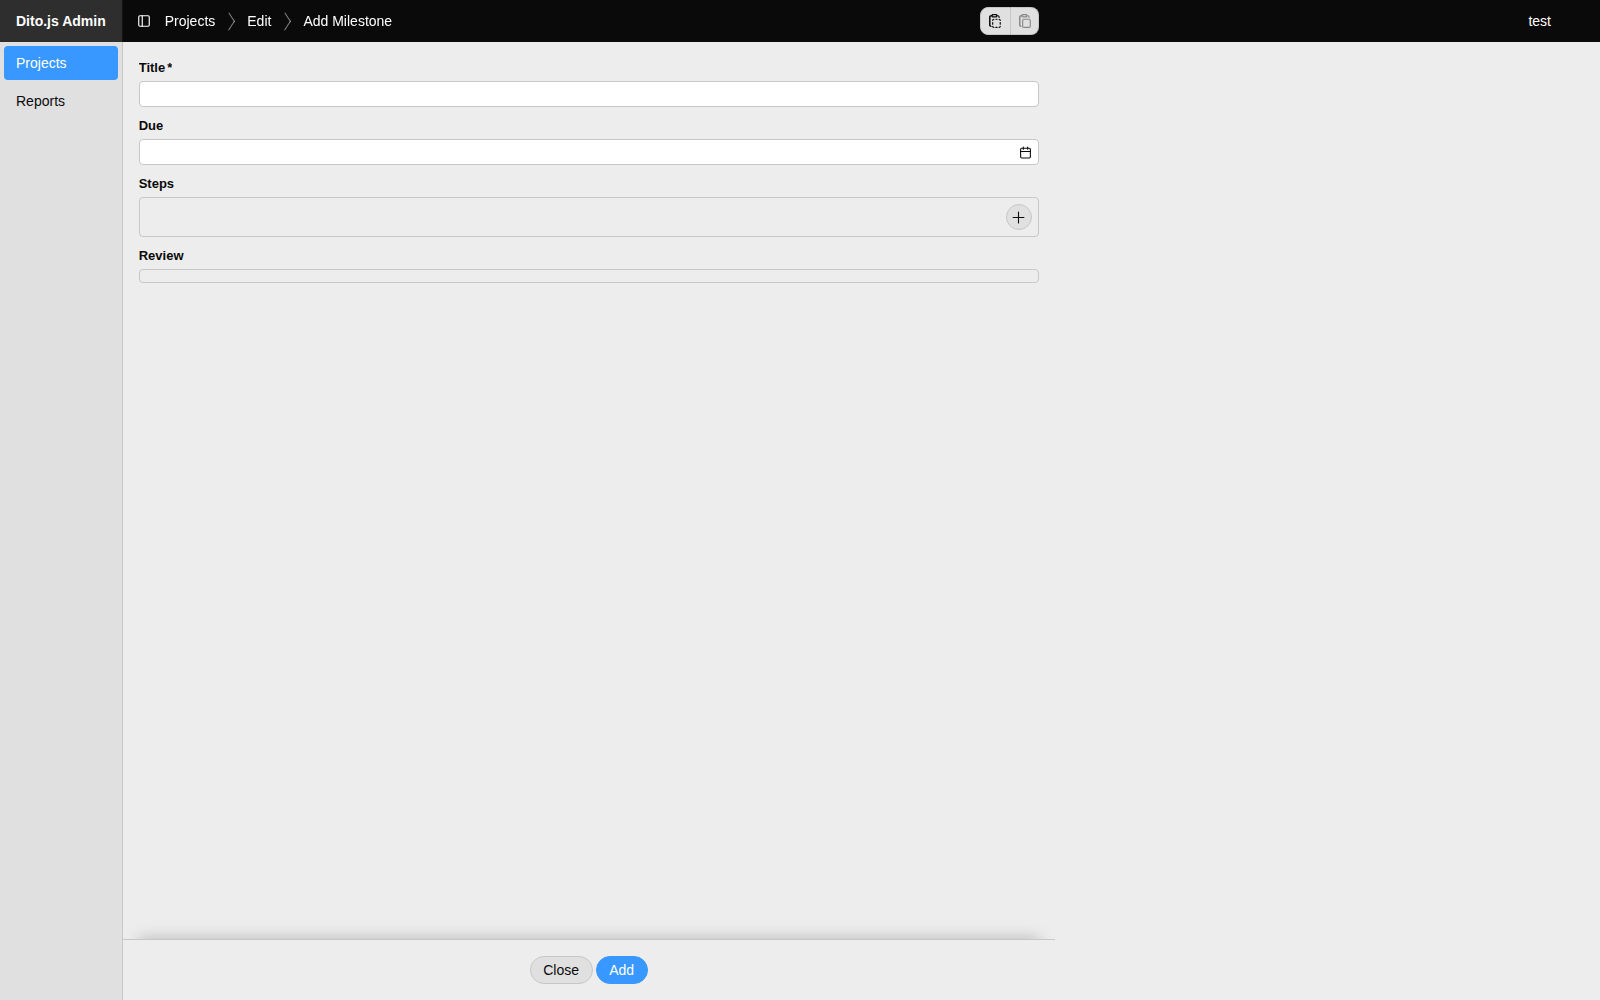 Dito.js Admin
Projects
Edit
Add Milestone
test
Projects
Reports
Title *
Due
Steps
Review
Close
Add